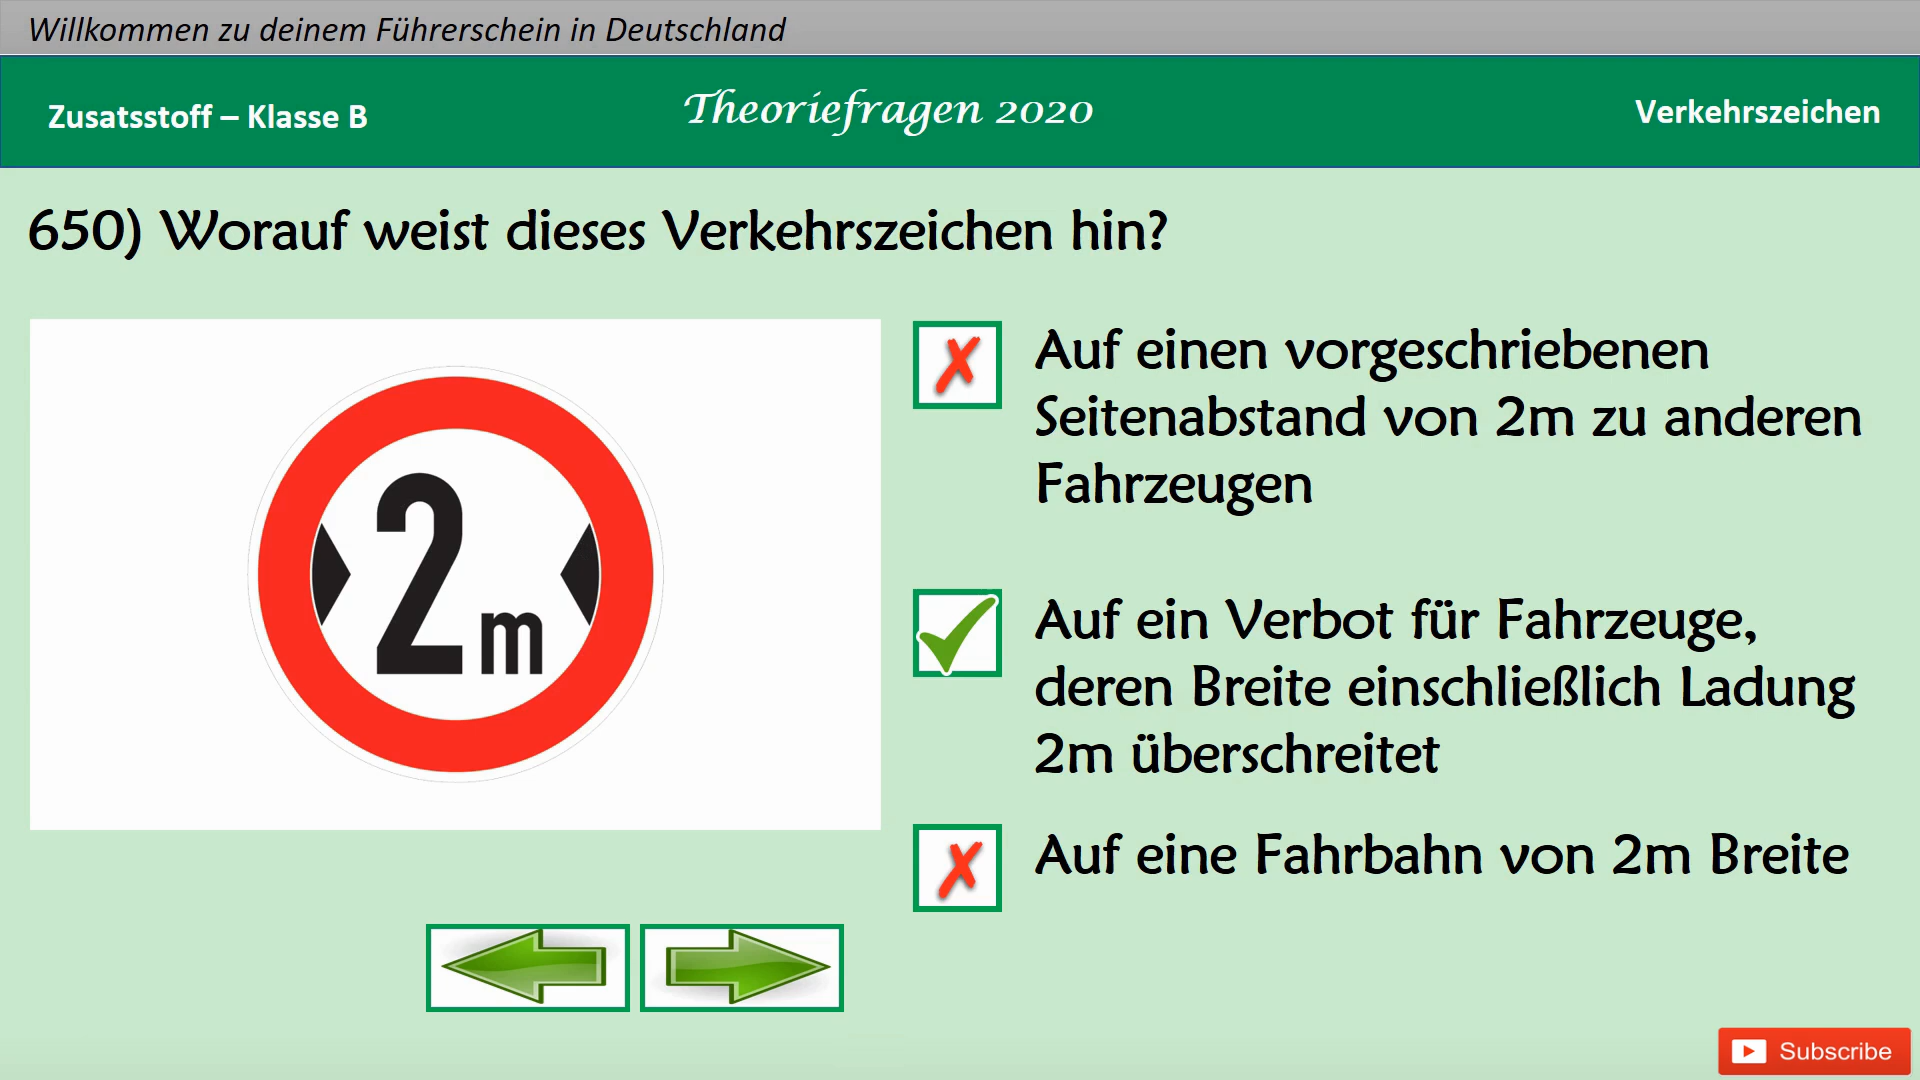 Willkommen zu deinem Führerschein in Deutschland
Zusatsstoff – Klasse B
Theoriefragen 2020
Verkehrszeichen
650) Worauf weist dieses Verkehrszeichen hin?
2m
Auf einen vorgeschriebenen
Seitenabstand von 2m zu anderen
Fahrzeugen
Auf ein Verbot für Fahrzeuge,
deren Breite einschließlich Ladung
2m überschreitet
Auf eine Fahrbahn von 2m Breite
Subscribe